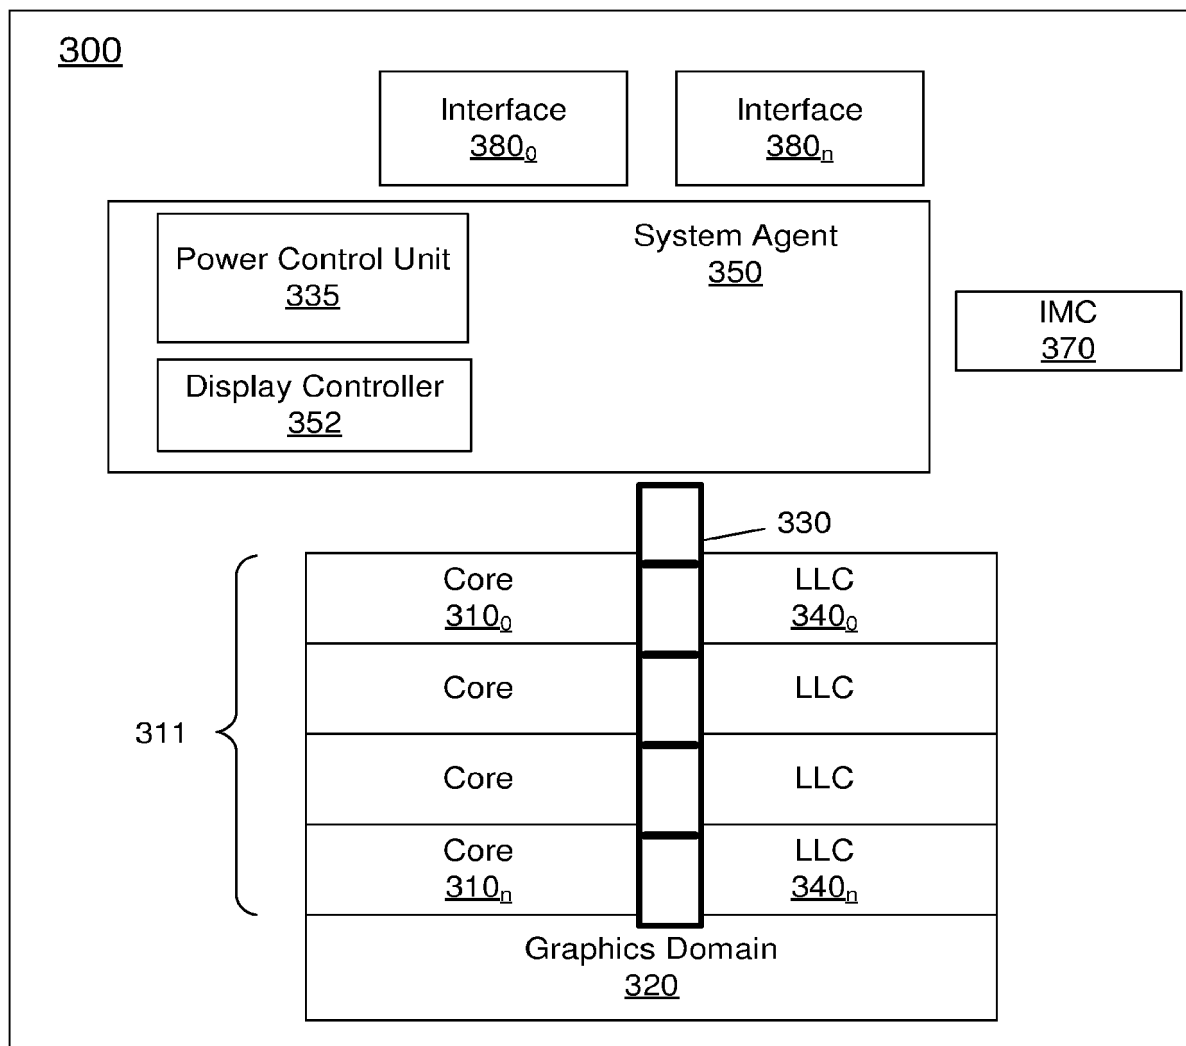 300
Interface
380₀
Interface
380ₙ
Power Control Unit
335
System Agent
350
Display Controller
352
IMC
370
330
311
Core
310₀
LLC
340₀
Core
LLC
Core
LLC
Core
310ₙ
LLC
340ₙ
Graphics Domain
320